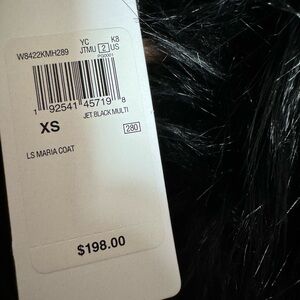 W8422KMH289
YC K8
JTMU 2 US
PG0001
1 92541 45719 8
XS JET BLACK MULTI
280
LS MARIA COAT
$198.00